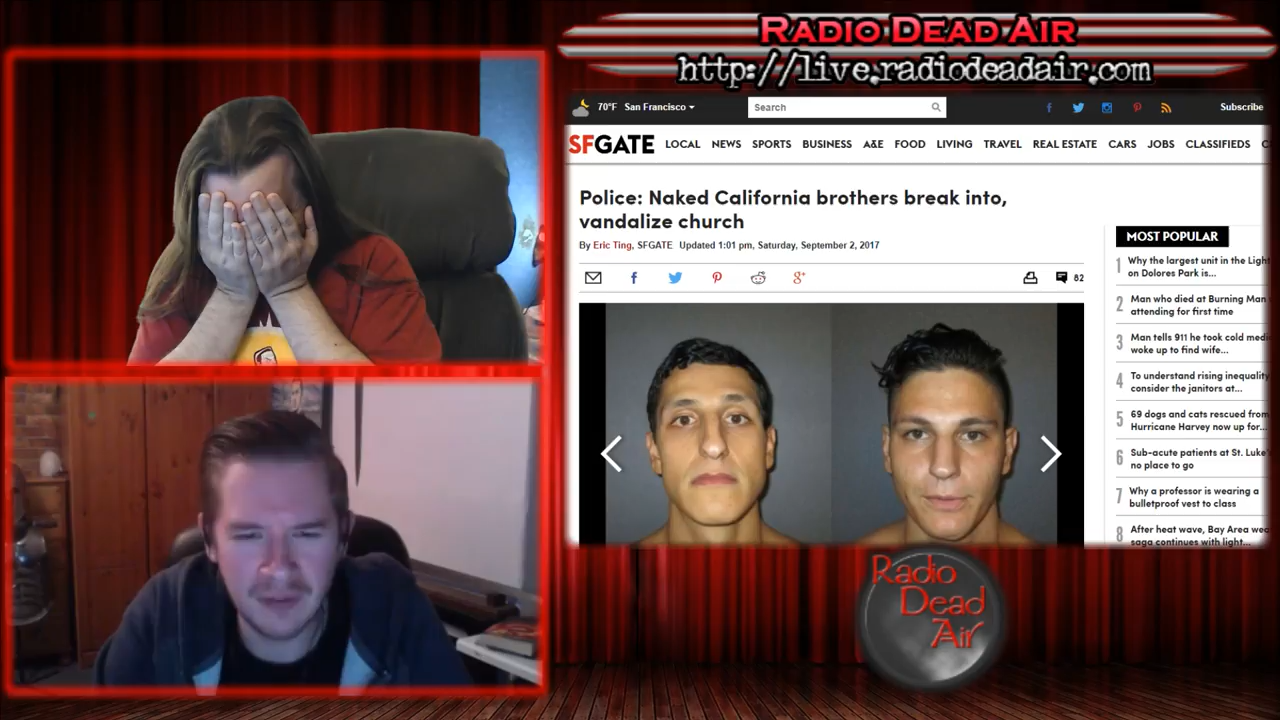 RADIO DEAD AIR
http://live.radiodeadair.com
70°F San Francisco
Search
Subscribe
SFGATE LOCAL NEWS SPORTS BUSINESS A&E FOOD LIVING TRAVEL REAL ESTATE CARS JOBS CLASSIFIEDS
Police: Naked California brothers break into,
vandalize church
By Eric Ting, SFGATE Updated 1:01 pm, Saturday, September 2, 2017
82
MOST POPULAR
1 Why the largest unit in the Light
on Dolores Park is...
2 Man who died at Burning Man
attending for first time
3 Man tells 911 he took cold medi
woke up to find wife...
4 To understand rising inequality
consider the janitors at...
5 69 dogs and cats rescued from
Hurricane Harvey now up for...
6 Sub-acute patients at St. Luke's
no place to go
7 Why a professor is wearing a
bulletproof vest to class
8 After heat wave, Bay Area wea
saga continues with light...
Radio
Dead
Air